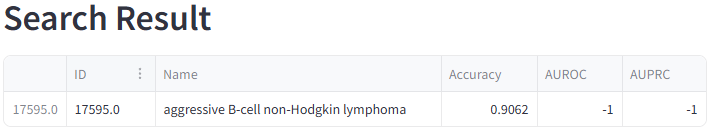 Search Result
ID ⋮ Name Accuracy AUROC AUPRC
17595.0 17595.0 aggressive B-cell non-Hodgkin lymphoma 0.9062 -1 -1